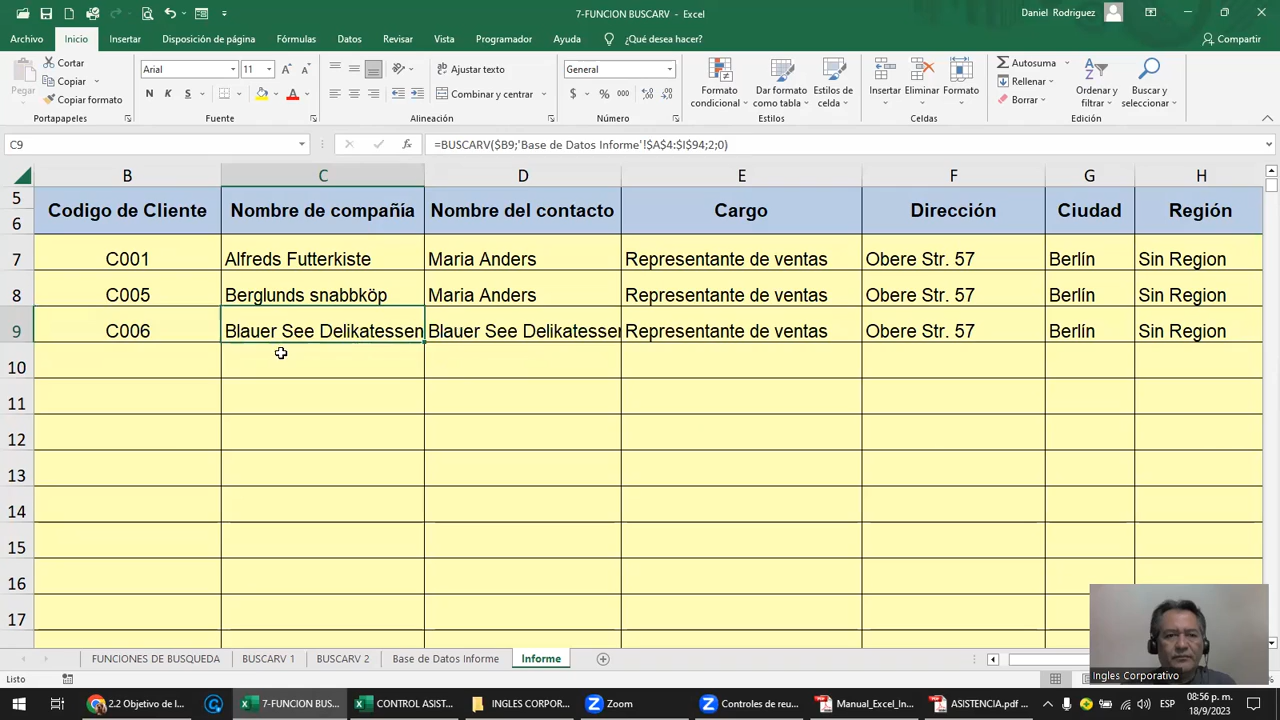 7-FUNCION BUSCARV - Excel
Daniel Rodriguez
Archivo Inicio Insertar Disposición de página Fórmulas Datos Revisar Vista Programador Ayuda ¿Qué desea hacer? Compartir
Pegar
Cortar
Copiar
Copiar formato
Portapapeles
Arial 11
N K S
Fuente
Ajustar texto
Combinar y centrar
Alineación
General
$ % 000
Número
Formato condicional
Dar formato como tabla
Estilos de celda
Estilos
Insertar Eliminar Formato
Celdas
Autosuma
Rellenar
Borrar
Ordenar y filtrar
Buscar y seleccionar
Edición
C9 fx =BUSCARV($B9;'Base de Datos Informe'!$A$4:$I$94;2;0)
B C D E F G H
5
6 Codigo de Cliente Nombre de compañía Nombre del contacto Cargo Dirección Ciudad Región
7 C001 Alfreds Futterkiste Maria Anders Representante de ventas Obere Str. 57 Berlín Sin Region
8 C005 Berglunds snabbköp Maria Anders Representante de ventas Obere Str. 57 Berlín Sin Region
9 C006 Blauer See Delikatessen Blauer See Delikatessen Representante de ventas Obere Str. 57 Berlín Sin Region
10
11
12
13
14
15
16
17
Ingles Corporativo
FUNCIONES DE BUSQUEDA BUSCARV 1 BUSCARV 2 Base de Datos Informe Informe
Listo
2.2 Objetivo de l... 7-FUNCION BUS... CONTROL ASIST... INGLES CORPOR... Zoom Controles de reu... Manual_Excel_In... ASISTENCIA.pdf ... ESP 08:56 p. m.
18/9/2023